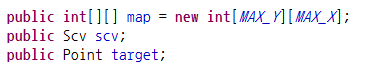 public int[][] map = new int[MAX_Y][MAX_X];
public Scv scv;
public Point target;